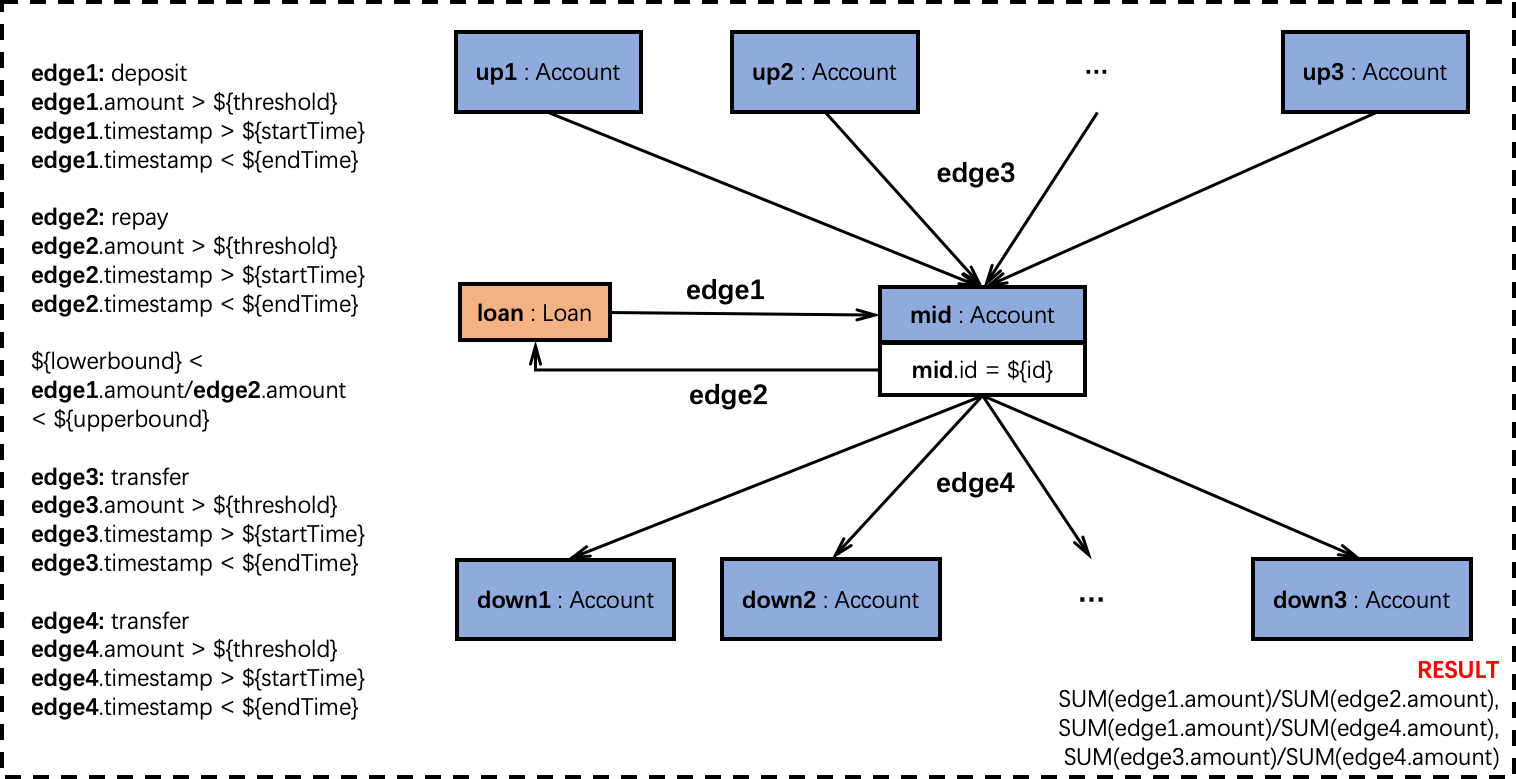 edge1: deposit
edge1.amount > ${threshold}
edge1.timestamp > ${startTime}
edge1.timestamp < ${endTime}
edge2: repay
edge2.amount > ${threshold}
edge2.timestamp > ${startTime}
edge2.timestamp < ${endTime}
${lowerbound} <
edge1.amount/edge2.amount
< ${upperbound}
edge3: transfer
edge3.amount > ${threshold}
edge3.timestamp > ${startTime}
edge3.timestamp < ${endTime}
edge4: transfer
edge4.amount > ${threshold}
edge4.timestamp > ${startTime}
edge4.timestamp < ${endTime}
up1 : Account
up2 : Account
...
up3 : Account
edge3
edge1
loan : Loan
mid : Account
mid.id = ${id}
edge2
edge4
down1 : Account
down2 : Account
...
down3 : Account
RESULT
SUM(edge1.amount)/SUM(edge2.amount),
SUM(edge1.amount)/SUM(edge4.amount),
SUM(edge3.amount)/SUM(edge4.amount)